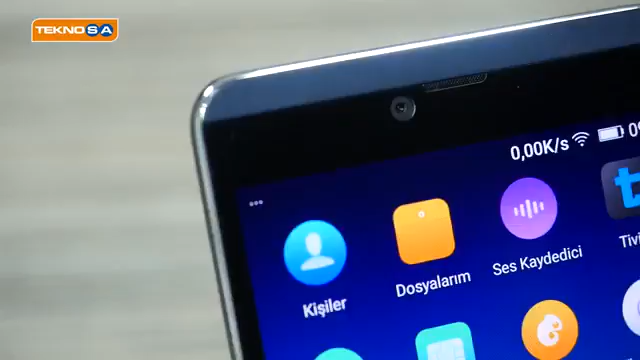 TEKNOSA
0,00K/s
Kişiler
Dosyalarım
Ses Kaydedici